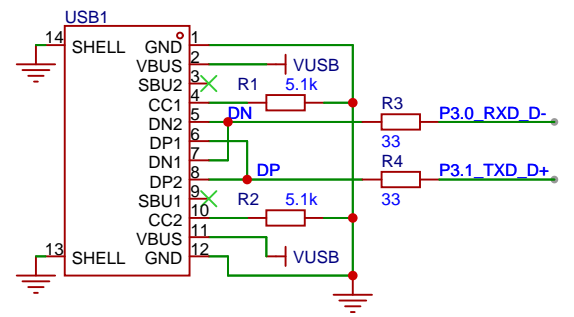 USB1
14 SHELL GND 1
VBUS 2 VUSB
SBU2 3 R1 5.1k
CC1 4 R3
DN2 5 DN P3.0_RXD_D-
DP1 6 33
DN1 7 R4
DP2 8 DP P3.1_TXD_D+
SBU1 9 R2 5.1k 33
CC2 10
VBUS 11 VUSB
13 SHELL GND 12